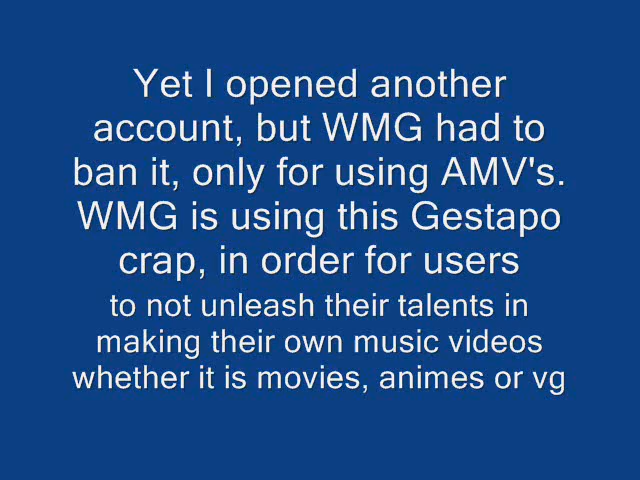 Yet I opened another
account, but WMG had to
ban it, only for using AMV's.
WMG is using this Gestapo
crap, in order for users
to not unleash their talents in
making their own music videos
whether it is movies, animes or vg